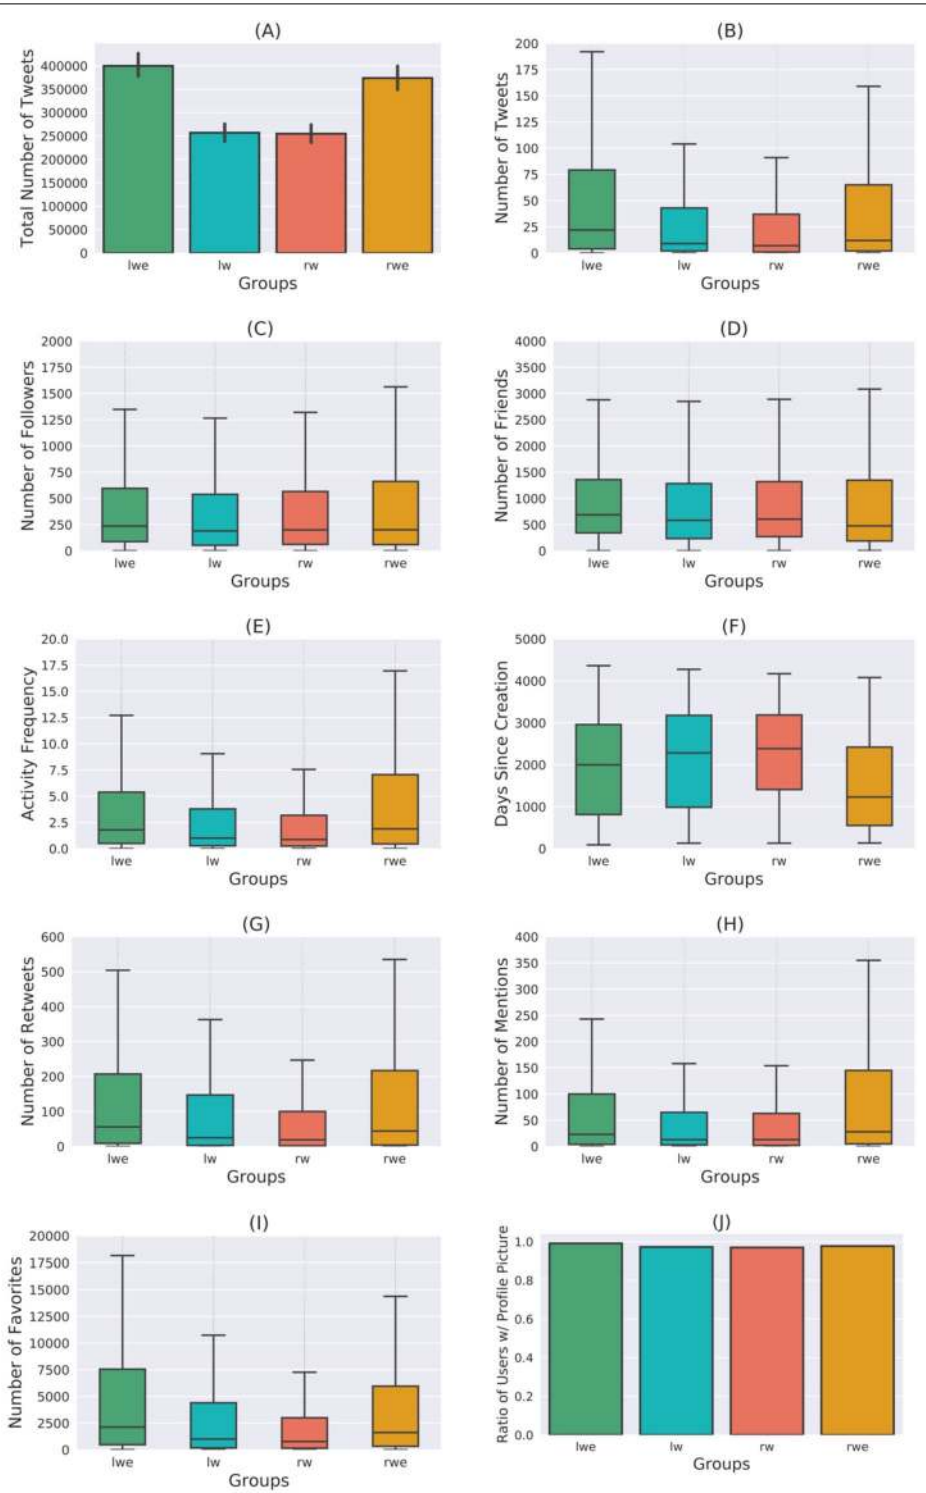 (A)
Total Number of Tweets
400000
350000
300000
250000
200000
150000
100000
50000
0
lwe lw rw rwe
Groups
(B)
Number of Tweets
200
175
150
125
100
75
50
25
0
lwe lw rw rwe
Groups
(C)
Number of Followers
2000
1750
1500
1250
1000
750
500
250
0
lwe lw rw rwe
Groups
(D)
Number of Friends
4000
3500
3000
2500
2000
1500
1000
500
0
lwe lw rw rwe
Groups
(E)
Activity Frequency
20.0
17.5
15.0
12.5
10.0
7.5
5.0
2.5
0.0
lwe lw rw rwe
Groups
(F)
Days Since Creation
5000
4000
3000
2000
1000
0
lwe lw rw rwe
Groups
(G)
Number of Retweets
600
500
400
300
200
100
0
lwe lw rw rwe
Groups
(H)
Number of Mentions
400
350
300
250
200
150
100
50
0
lwe lw rw rwe
Groups
(I)
Number of Favorites
20000
17500
15000
12500
10000
7500
5000
2500
0
lwe lw rw rwe
Groups
(J)
Ratio of Users w/ Profile Picture
1.0
0.8
0.6
0.4
0.2
0.0
lwe lw rw rwe
Groups